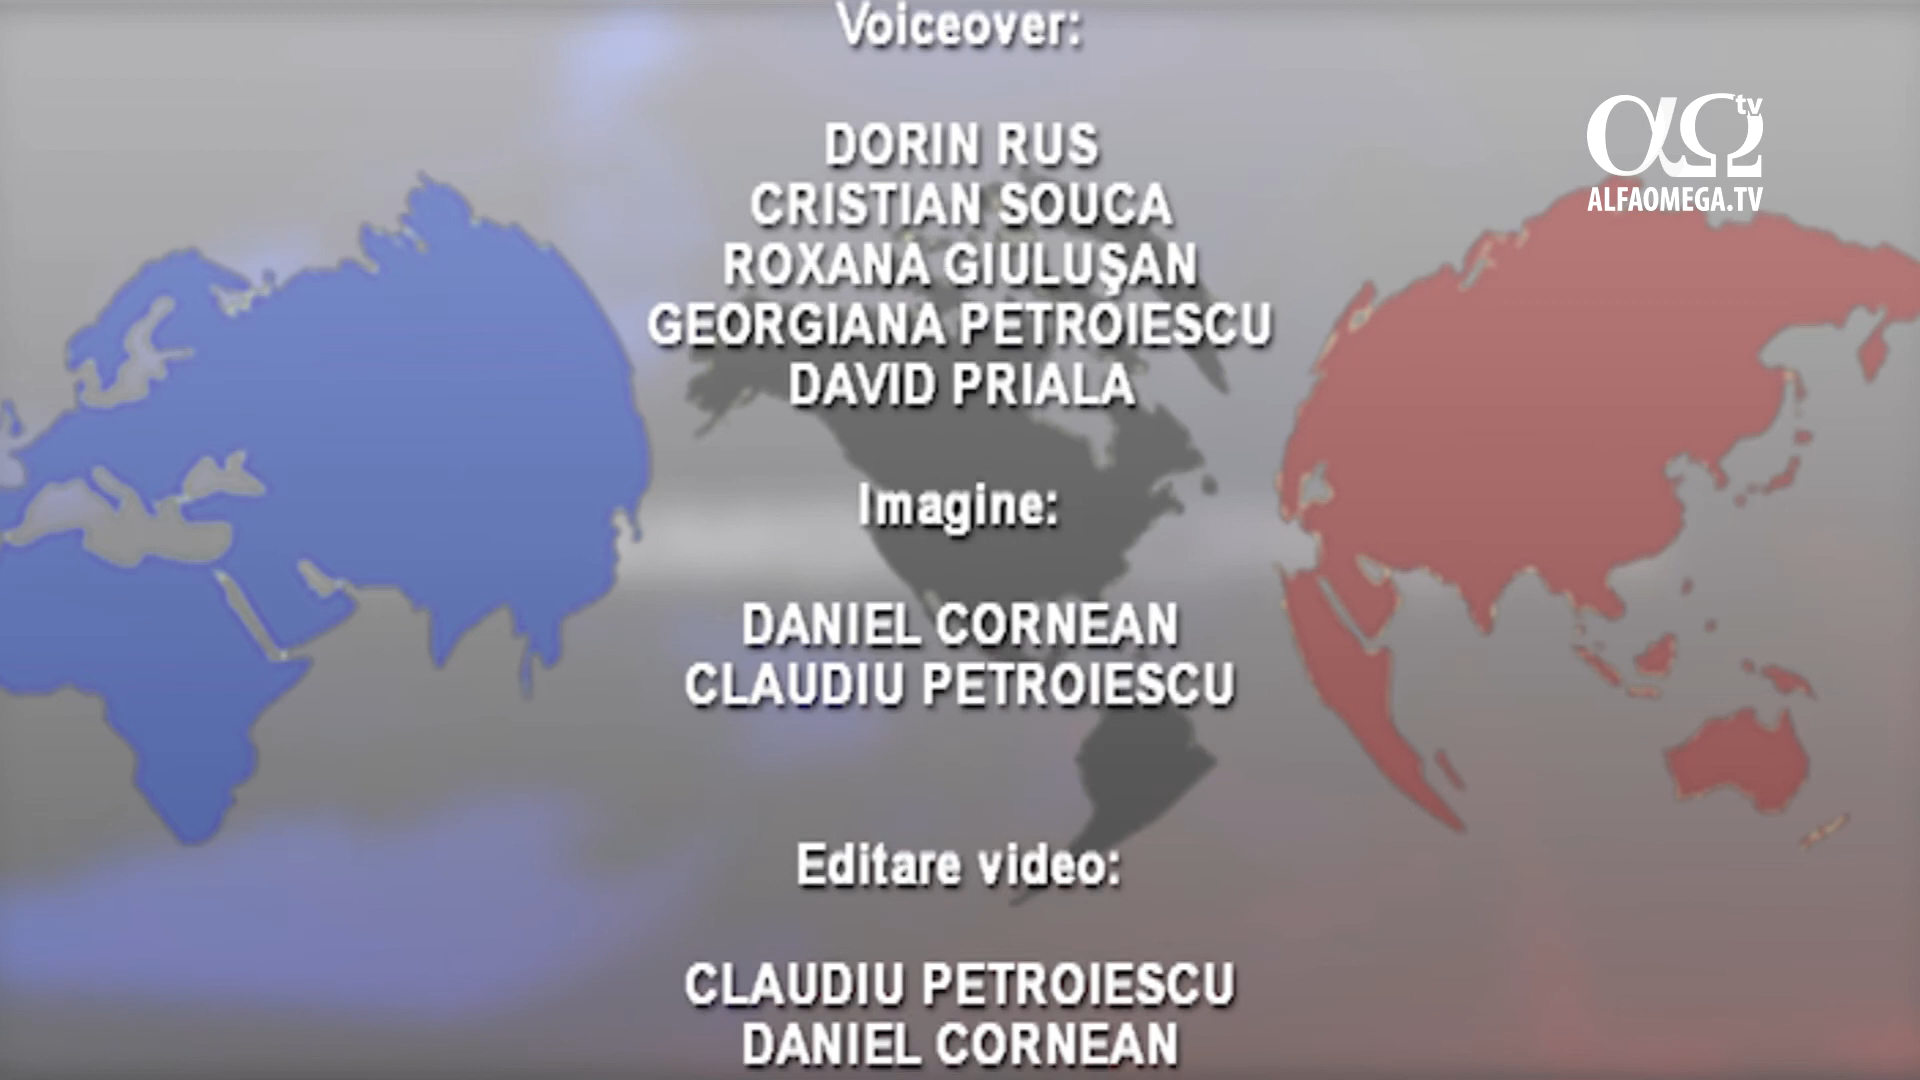 Voiceover:
DORIN RUS
CRISTIAN SOUCA
ROXANA GIULUŞAN
GEORGIANA PETROIESCU
DAVID PRIALA
Imagine:
DANIEL CORNEAN
CLAUDIU PETROIESCU
Editare video:
CLAUDIU PETROIESCU
DANIEL CORNEAN
αΩ tv
ALFAOMEGA.TV